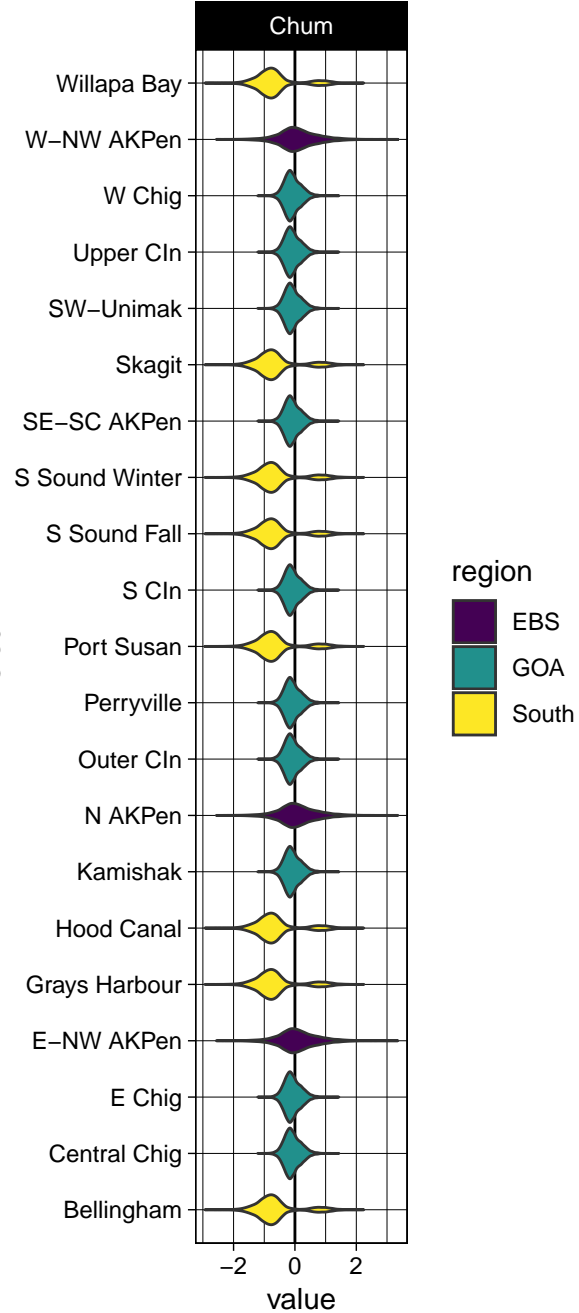 Chum
Willapa Bay
W−NW AKPen
W Chig
Upper CIn
SW−Unimak
Skagit
SE−SC AKPen
S Sound Winter
S Sound Fall
S CIn
Port Susan
Perryville
Outer CIn
N AKPen
Kamishak
Hood Canal
Grays Harbour
E−NW AKPen
E Chig
Central Chig
Bellingham
−2 0 2
value
region
EBS
GOA
South